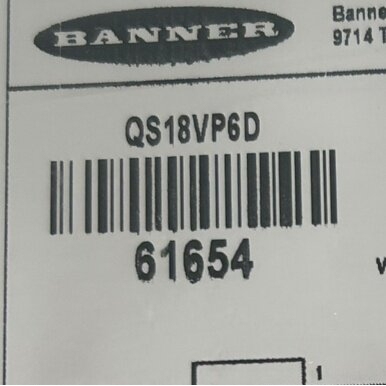 BANNER
Banne
9714 T
QS18VP6D
61654
1